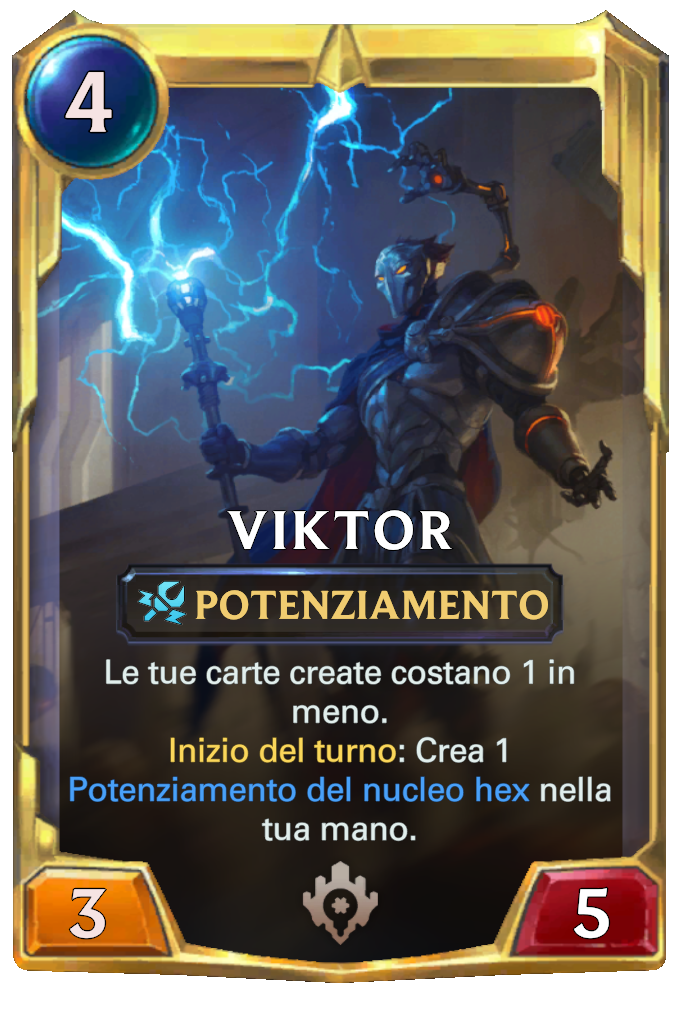 4
VIKTOR
POTENZIAMENTO
Le tue carte create costano 1 in
meno.
Inizio del turno: Crea 1
Potenziamento del nucleo hex nella
tua mano.
3
5